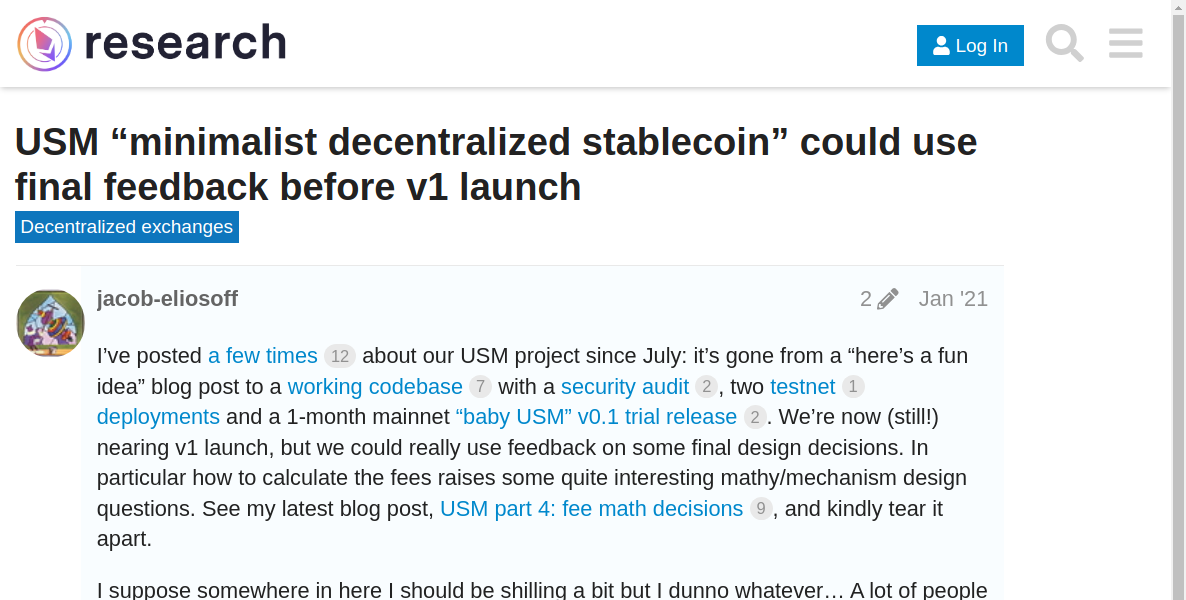 research
Log In
USM “minimalist decentralized stablecoin” could use
final feedback before v1 launch
Decentralized exchanges
jacob-eliosoff
2
Jan '21
I’ve posted a few times 12 about our USM project since July: it’s gone from a “here’s a fun
idea” blog post to a working codebase 7 with a security audit 2 , two testnet 1
deployments and a 1-month mainnet “baby USM” v0.1 trial release 2 . We’re now (still!)
nearing v1 launch, but we could really use feedback on some final design decisions. In
particular how to calculate the fees raises some quite interesting mathy/mechanism design
questions. See my latest blog post, USM part 4: fee math decisions 9 , and kindly tear it
apart.
I suppose somewhere in here I should be shilling a bit but I dunno whatever… A lot of people